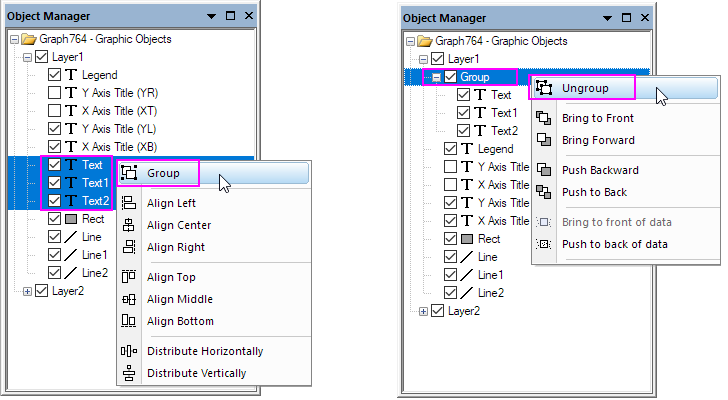 Object Manager
Graph764 - Graphic Objects
Layer1
Legend
Y Axis Title (YR)
X Axis Title (XT)
Y Axis Title (YL)
X Axis Title (XB)
Text
Text1
Text2
Rect
Line
Line1
Line2
Layer2
Group
Align Left
Align Center
Align Right
Align Top
Align Middle
Align Bottom
Distribute Horizontally
Distribute Vertically
Object Manager
Graph764 - Graphic Objects
Layer1
Group
Text
Text1
Text2
Legend
Y Axis Title
X Axis Title
Y Axis Title
X Axis Title
Rect
Line
Line1
Line2
Layer2
Ungroup
Bring to Front
Bring Forward
Push Backward
Push to Back
Bring to front of data
Push to back of data